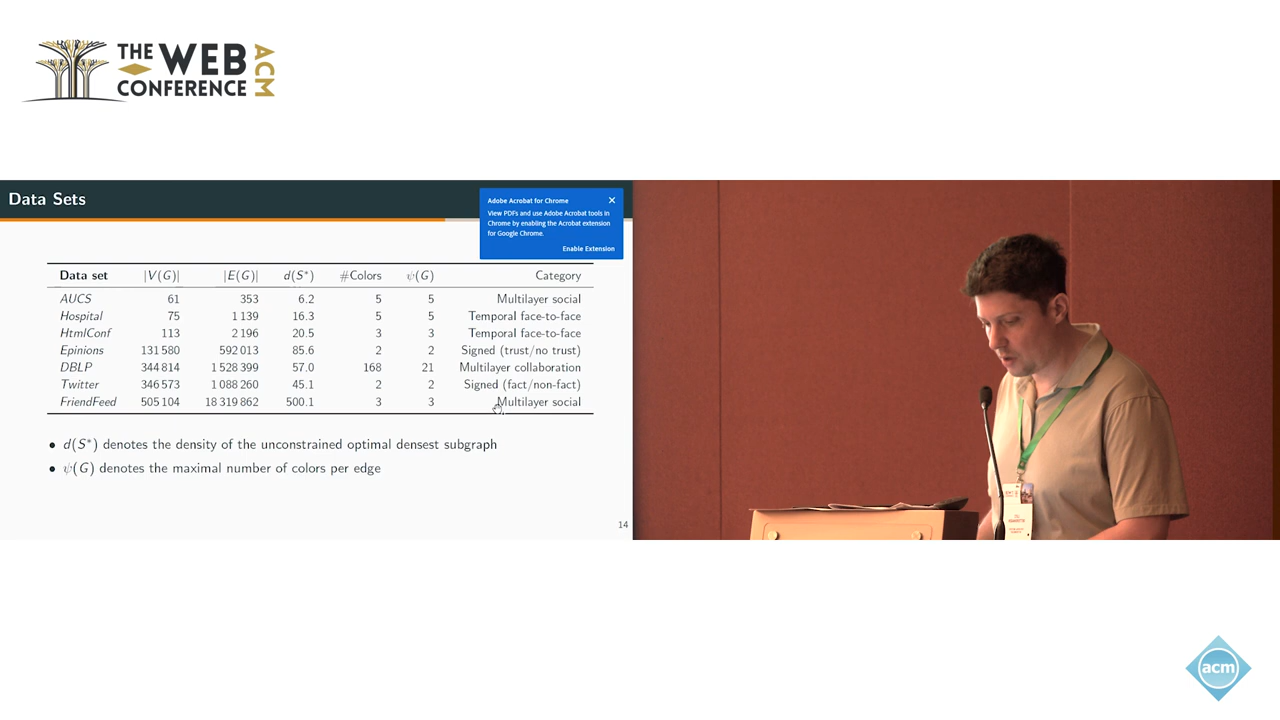 THE WEB CONFERENCE ACM
Data Sets
Adobe Acrobat for Chrome
View PDFs and use Adobe Acrobat tools in
Chrome by enabling the Acrobat extension
for Google Chrome.
Enable Extension
Data set |V(G)| |E(G)| d(S*) #Colors ψ(G) Category
AUCS 61 353 6.2 5 5 Multilayer social
Hospital 75 1 139 16.3 5 5 Temporal face-to-face
HtmlConf 113 2 196 20.5 3 3 Temporal face-to-face
Epinions 131 580 592 013 85.6 2 2 Signed (trust/no trust)
DBLP 344 814 1 528 399 57.0 168 21 Multilayer collaboration
Twitter 346 573 1 088 260 45.1 2 2 Signed (fact/non-fact)
FriendFeed 505 104 18 319 862 500.1 3 3 Multilayer social
• d(S*) denotes the density of the unconstrained optimal densest subgraph
• ψ(G) denotes the maximal number of colors per edge
14
acm